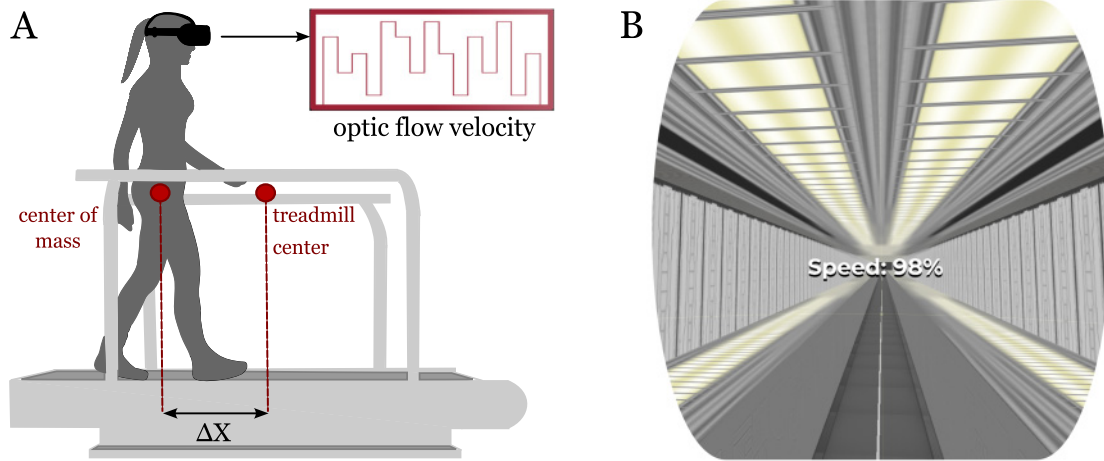 A
optic flow velocity
center of
mass
treadmill
center
ΔX
B
Speed: 98%